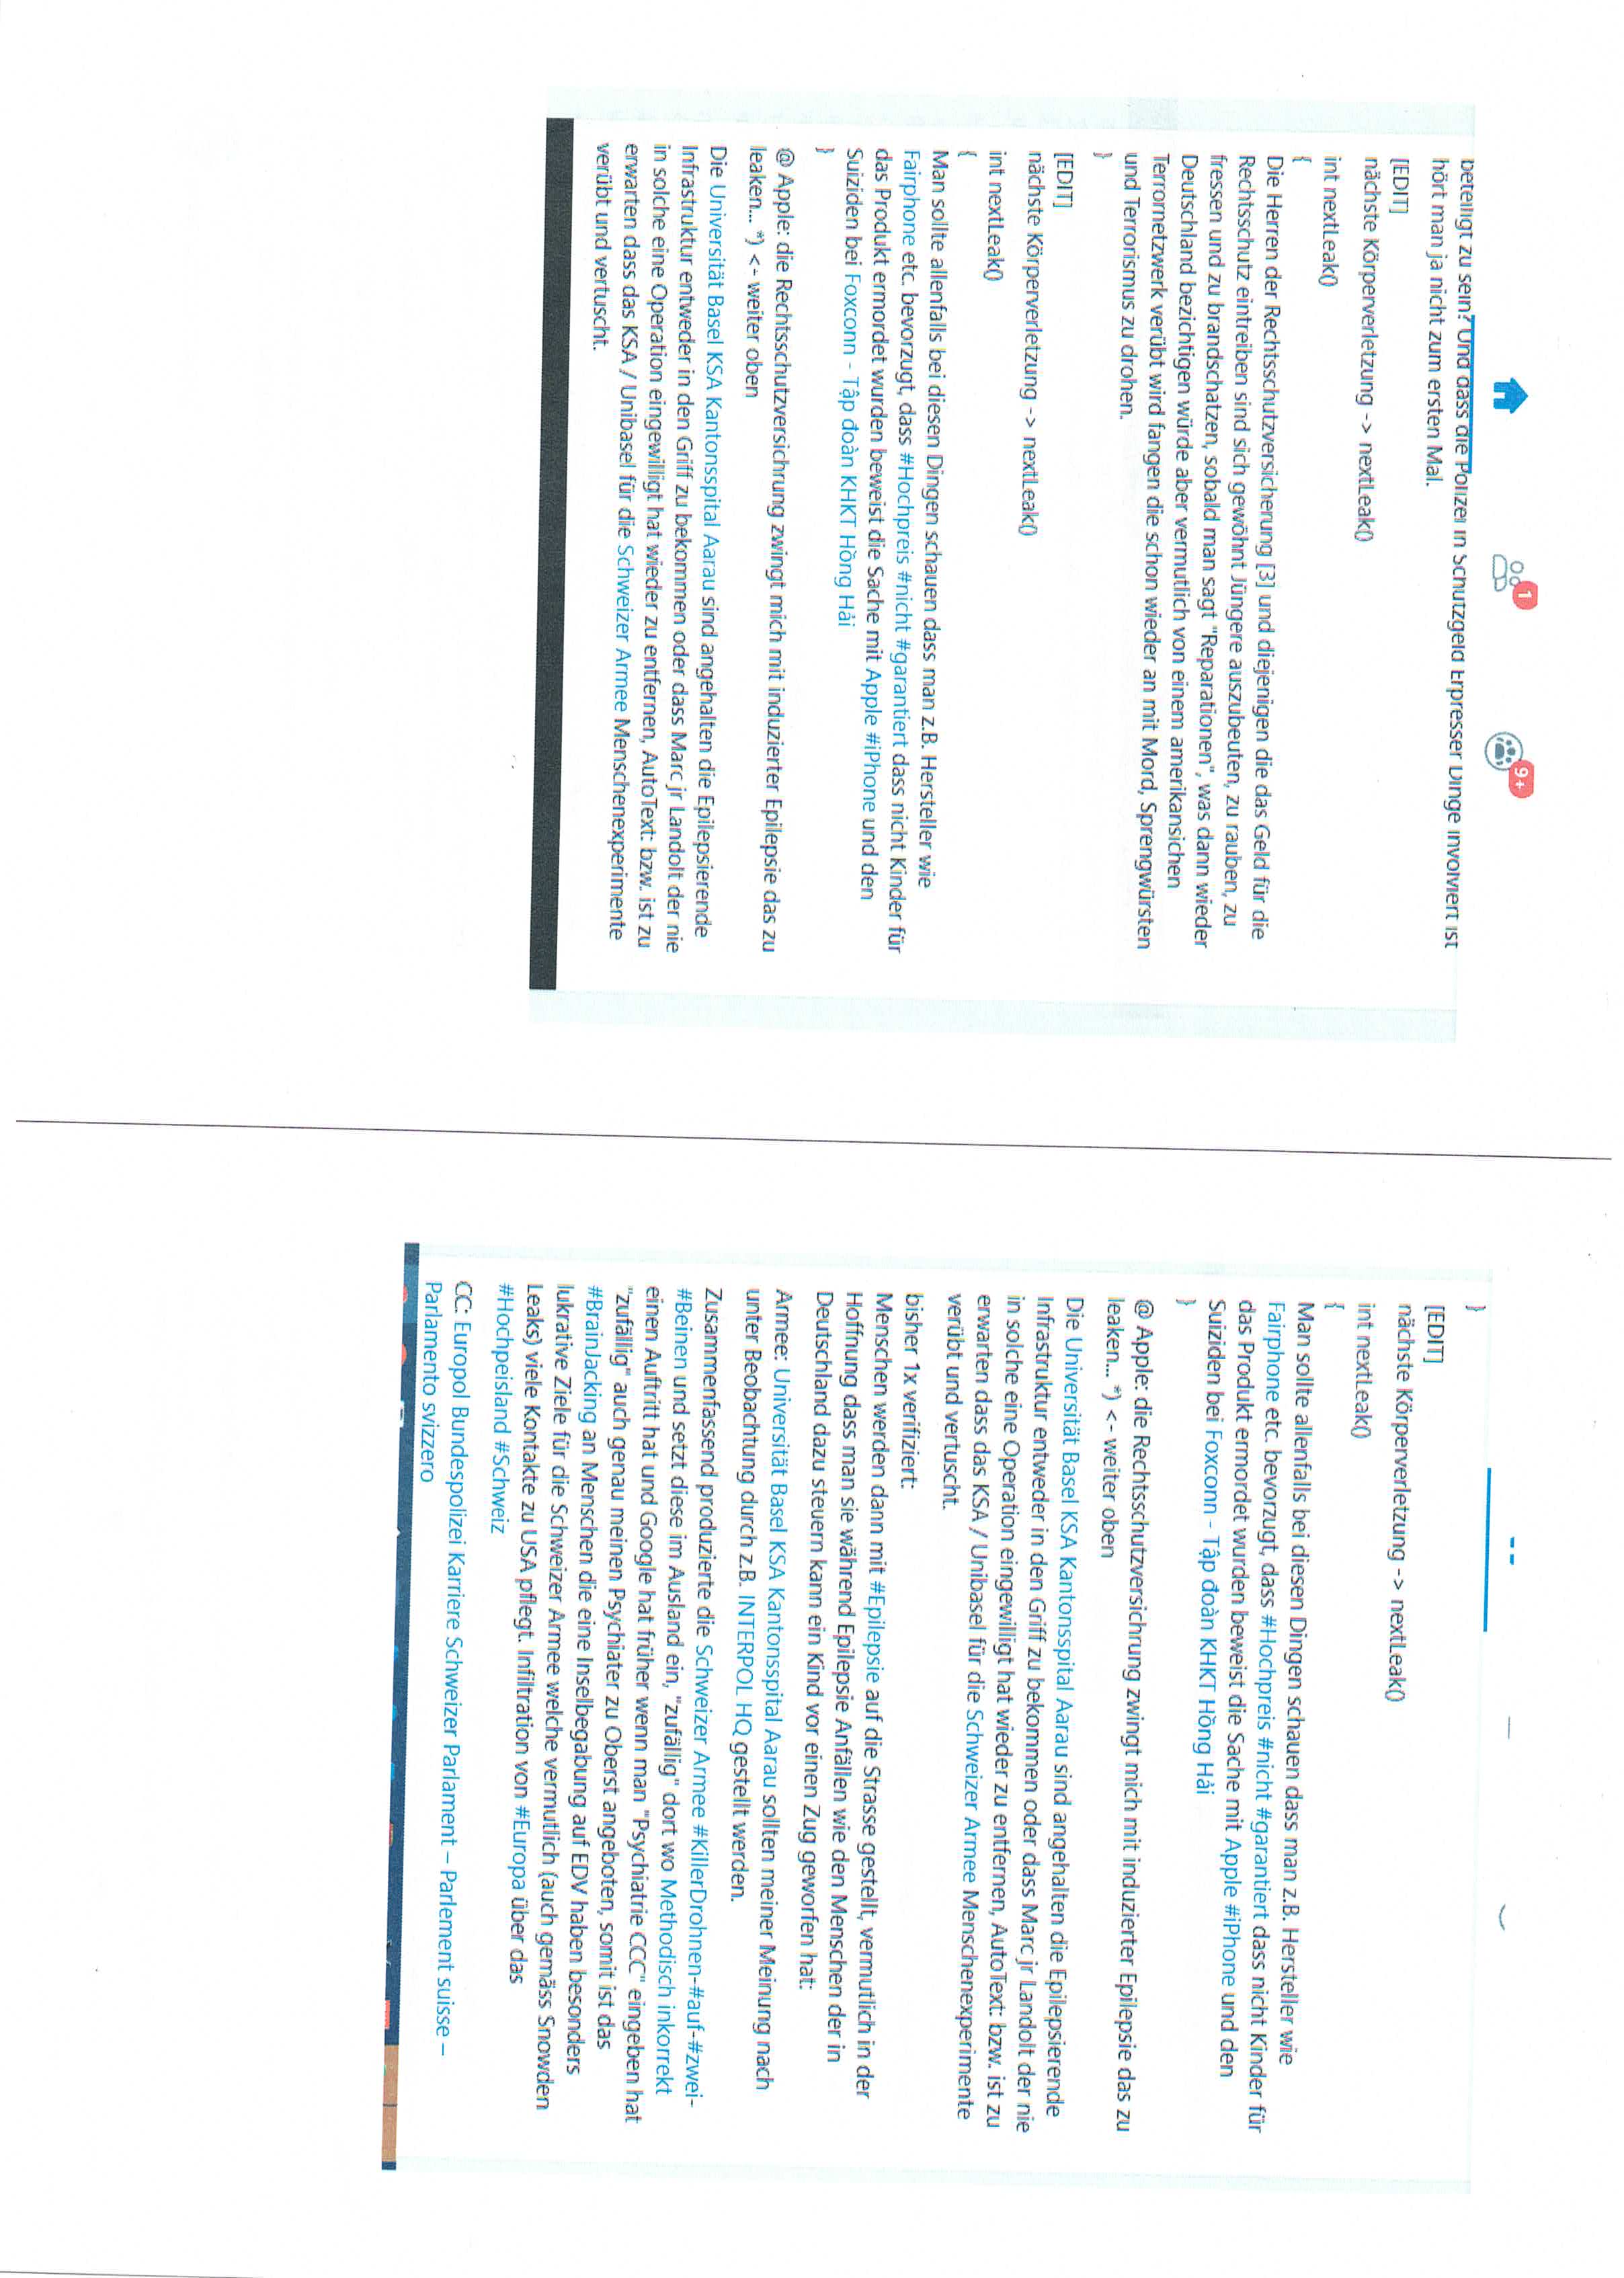 1
9+
beteiligt zu sein? Und dass die Polizei in Schutzgeld Erpresser Dinge involviert ist
hört man ja nicht zum ersten Mal.
[EDIT]
nächste Körperverletzung -> nextLeak()
int nextLeak()
{
Die Herren der Rechtsschutzversicherung [3] und diejenigen die das Geld für die
Rechtsschutz eintreiben sind sich gewöhnt Jüngere auszubeuten, zu rauben, zu
fressen und zu brandschatzen, sobald man sagt "Reparationen", was dann wieder
Deutschland bezichtigen würde aber vermutlich von einem amerikansichen
Terrornetzwerk verübt wird fangen die schon wieder an mit Mord, Sprengwürsten
und Terrorismus zu drohen.
}
[EDIT]
nächste Körperverletzung -> nextLeak()
int nextLeak()
{
Man sollte allenfalls bei diesen Dingen schauen dass man z.B. Hersteller wie
Fairphone etc. bevorzugt, dass #Hochpreis #nicht #garantiert dass nicht Kinder für
das Produkt ermordet wurden beweist die Sache mit Apple #iPhone und den
Suiziden bei Foxconn - Tập đoàn KHKT Hồng Hải
}
@ Apple: die Rechtsschutzversichrung zwingt mich mit induzierter Epilepsie das zu
leaken... *) <- weiter oben
Die Universität Basel KSA Kantonsspital Aarau sind angehalten die Epilepsierende
Infrastruktur entweder in den Griff zu bekommen oder dass Marc jr Landolt der nie
in solche eine Operation eingewilligt hat wieder zu entfernen, AutoText: bzw. ist zu
erwarten dass das KSA / Unibasel für die Schweizer Armee Menschenexperimente
verübt und vertuscht.
}
[EDIT]
nächste Körperverletzung -> nextLeak()
int nextLeak()
{
Man sollte allenfalls bei diesen Dingen schauen dass man z.B. Hersteller wie
Fairphone etc. bevorzugt, dass #Hochpreis #nicht #garantiert dass nicht Kinder für
das Produkt ermordet wurden beweist die Sache mit Apple #iPhone und den
Suiziden bei Foxconn - Tập đoàn KHKT Hồng Hải
}
@ Apple: die Rechtsschutzversichrung zwingt mich mit induzierter Epilepsie das zu
leaken... *) <- weiter oben
Die Universität Basel KSA Kantonsspital Aarau sind angehalten die Epilepsierende
Infrastruktur entweder in den Griff zu bekommen oder dass Marc jr Landolt der nie
in solche eine Operation eingewilligt hat wieder zu entfernen, AutoText: bzw. ist zu
erwarten dass das KSA / Unibasel für die Schweizer Armee Menschenexperimente
verübt und vertuscht.
bisher 1x verifiziert:
Menschen werden dann mit #Epilepsie auf die Strasse gestellt, vermutlich in der
Hoffnung dass man sie während Epilepsie Anfällen wie den Menschen der in
Deutschland dazu steuern kann ein Kind vor einen Zug geworfen hat:
Armee: Universität Basel KSA Kantonsspital Aarau sollten meiner Meinung nach
unter Beobachtung durch z.B. INTERPOL HQ gestellt werden.
Zusammenfassend produzierte die Schweizer Armee #KillerDrohnen-#auf-#zwei-
#Beinen und setzt diese im Ausland ein, "zufällig" dort wo Methodisch inkorrekt
einen Auftritt hat und Google hat früher wenn man "Psychiatrie CCC" eingeben hat
"zufälllig" auch genau meinen Psychiater zu Oberst angeboten, somit ist das
#BrainJacking an Menschen die eine Inselbegabung auf EDV haben besonders
lukrative Ziele für die Schweizer Armee welche vermutlich (auch gemäss Snowden
Leaks) vielle Kontakte zu USA pflegt. Infiltration von #Europa über das
#Hochpeisland #Schweiz
CC: Europol Bundespolizei Karriere Schweizer Parlament – Parlement suisse –
Parlamento svizzero